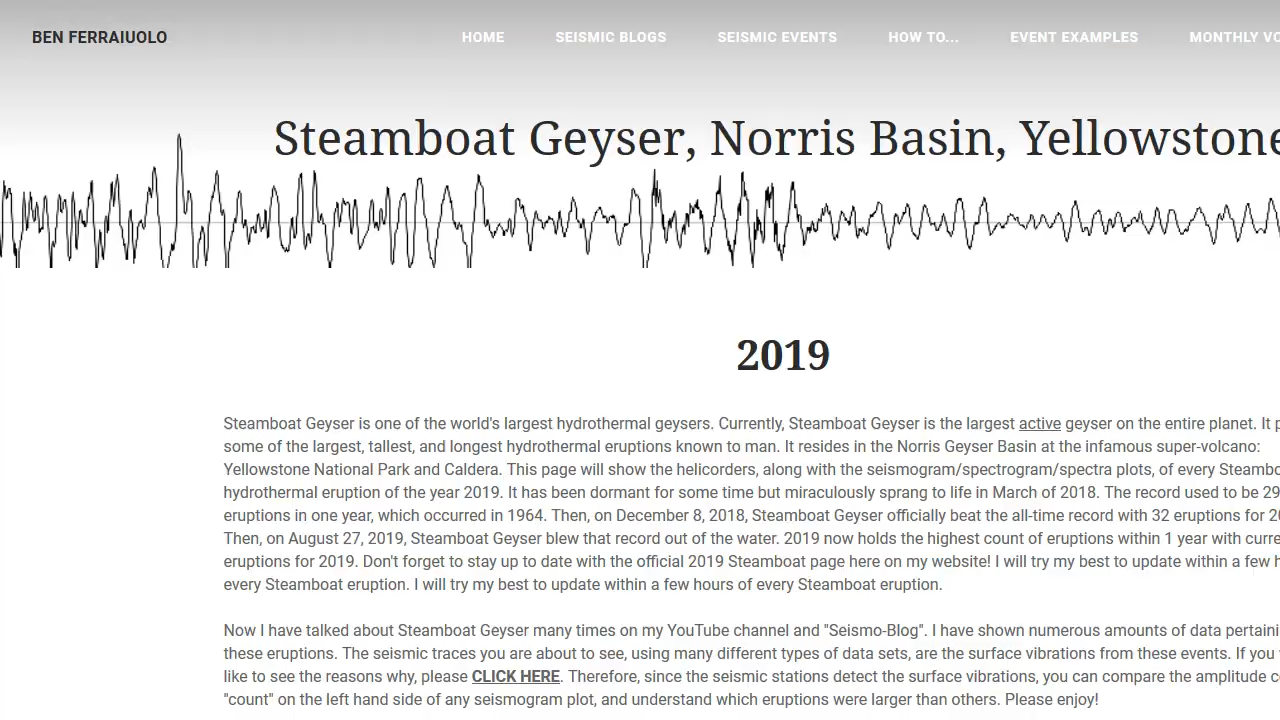 BEN FERRAIUOLO
HOME SEISMIC BLOGS SEISMIC EVENTS HOW TO... EVENT EXAMPLES MONTHLY
Steamboat Geyser, Norris Basin, Yellowstone
2019
Steamboat Geyser is one of the world's largest hydrothermal geysers. Currently, Steamboat Geyser is the largest active geyser on the entire planet. It
some of the largest, tallest, and longest hydrothermal eruptions known to man. It resides in the Norris Geyser Basin at the infamous super-volcano:
Yellowstone National Park and Caldera. This page will show the helicorders, along with the seismogram/spectrogram/spectra plots, of every
hydrothermal eruption of the year 2019. It has been dormant for some time but miraculously sprang to life in March of 2018. The record used to be 29
eruptions in one year, which occurred in 1964. Then, on December 8, 2018, Steamboat Geyser officially beat the all-time record with 32 eruptions for
Then, on August 27, 2019, Steamboat Geyser blew that record out of the water. 2019 now holds the highest count of eruptions within 1 year with
eruptions for 2019. Don't forget to stay up to date with the official 2019 Steamboat page here on my website! I will try my best to update within a few
every Steamboat eruption. I will try my best to update within a few hours of every Steamboat eruption.
Now I have talked about Steamboat Geyser many times on my YouTube channel and "Seismo-Blog". I have shown numerous amounts of data
these eruptions. The seismic traces you are about to see, using many different types of data sets, are the surface vibrations from these events. If you
like to see the reasons why, please CLICK HERE. Therefore, since the seismic stations detect the surface vibrations, you can compare the amplitude
"count" on the left hand side of any seismogram plot, and understand which eruptions were larger than others. Please enjoy!